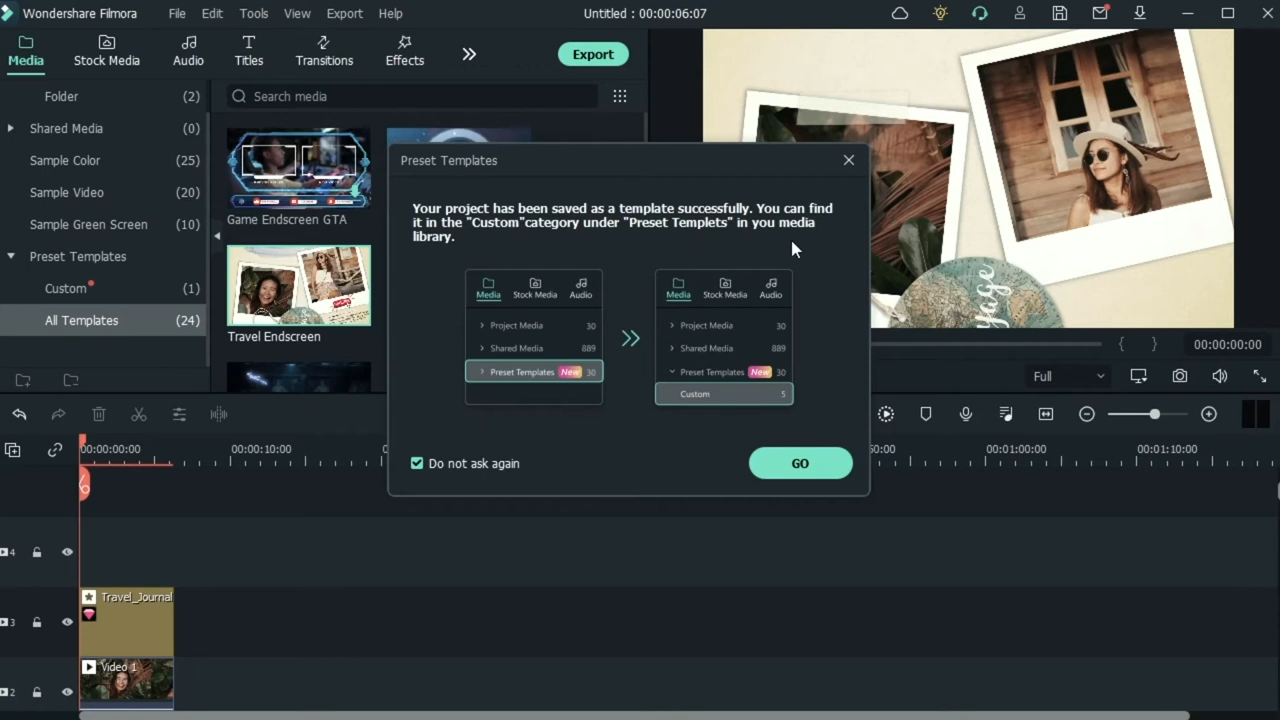 Wondershare Filmora
File
Edit
Tools
View
Export
Help
Untitled : 00:00:06:07
Media
Stock Media
Audio
Titles
Transitions
Effects
Export
Folder (2)
Shared Media (0)
Sample Color (25)
Sample Video (20)
Sample Green Screen (10)
Preset Templates
Custom (1)
All Templates (24)
Search media
Game Endscreen GTA
Travel Endscreen
Preset Templates
Your project has been saved as a template successfully. You can find
it in the "Custom"category under "Preset Templets" in you media
library.
Media Stock Media Audio
Project Media 30
Shared Media 889
Preset Templates New 30
Media Stock Media Audio
Project Media 30
Shared Media 889
Preset Templates New 30
Custom 5
Do not ask again
GO
yage
{ }
00:00:00:00
Full
00:00:00:00
00:00:10:00
50:00
00:01:00:00
00:01:10:00
4
3
Travel_Journal
2
Video 1